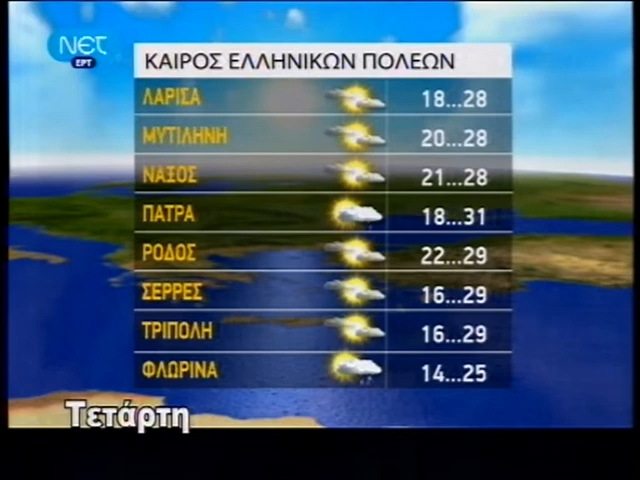 NET
ΕΡΤ
ΚΑΙΡΟΣ ΕΛΛΗΝΙΚΩΝ ΠΟΛΕΩΝ
ΛΑΡΙΣΑ 18...28
ΜΥΤΙΛΗΝΗ 20...28
ΝΑΞΟΣ 21...28
ΠΑΤΡΑ 18...31
ΡΟΔΟΣ 22...29
ΣΕΡΡΕΣ 16...29
ΤΡΙΠΟΛΗ 16...29
ΦΛΩΡΙΝΑ 14...25
Τετάρτη